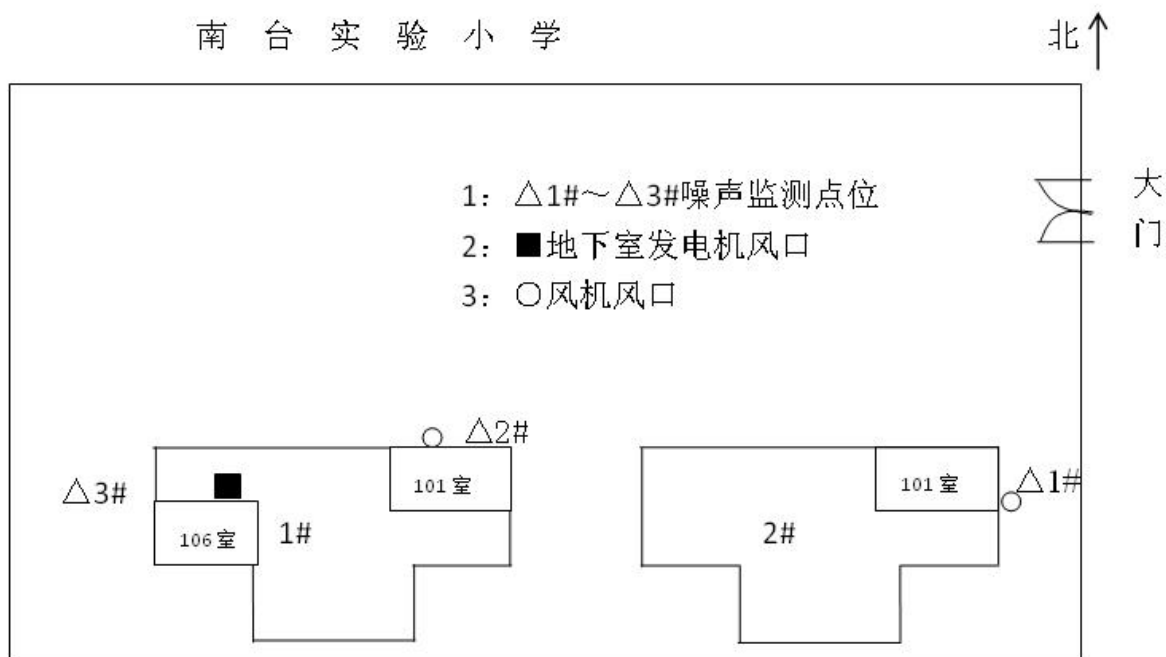 南台实验小学
北
1：△1#～△3#噪声监测点位
2：■地下室发电机风口
3：○风机风口
大门
△2#
101室
△3#
106室
1#
101室
△1#
2#